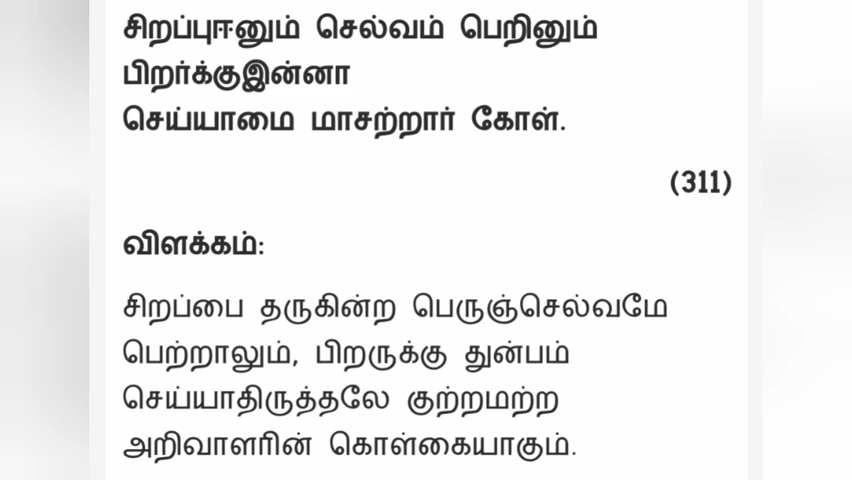 சிறப்புஈனும் செல்வம் பெறினும்
பிறர்க்குஇன்னா
செய்யாமை மாசற்றார் கோள்.
(311)
விளக்கம்:
சிறப்பை தருகின்ற பெருஞ்செல்வமே
பெற்றாலும், பிறருக்கு துன்பம்
செய்யாதிருத்தலே குற்றமற்ற
அறிவாளரின் கொள்கையாகும்.